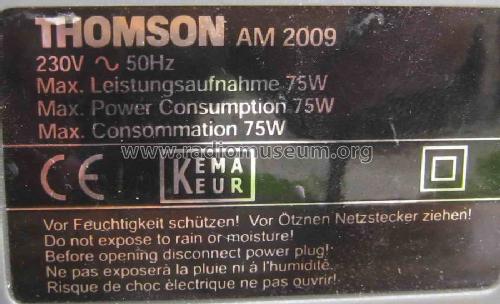 THOMSON AM 2009
230V ~ 50Hz
Max. Leistungsaufnahme 75W
Max. Power Consumption 75W
Max. Consommation 75W
www.radiomuseum.org
CE KEMA KEUR
Vor Feuchtigkeit schützen! Vor Ötznen Netzstecker ziehen!
Do not expose to rain or moisture!
Before opening disconnect power plug!
Ne pas exposerà la pluie ni á l'humidité.
Risque de choc èlectrique ne pas ouvrir!